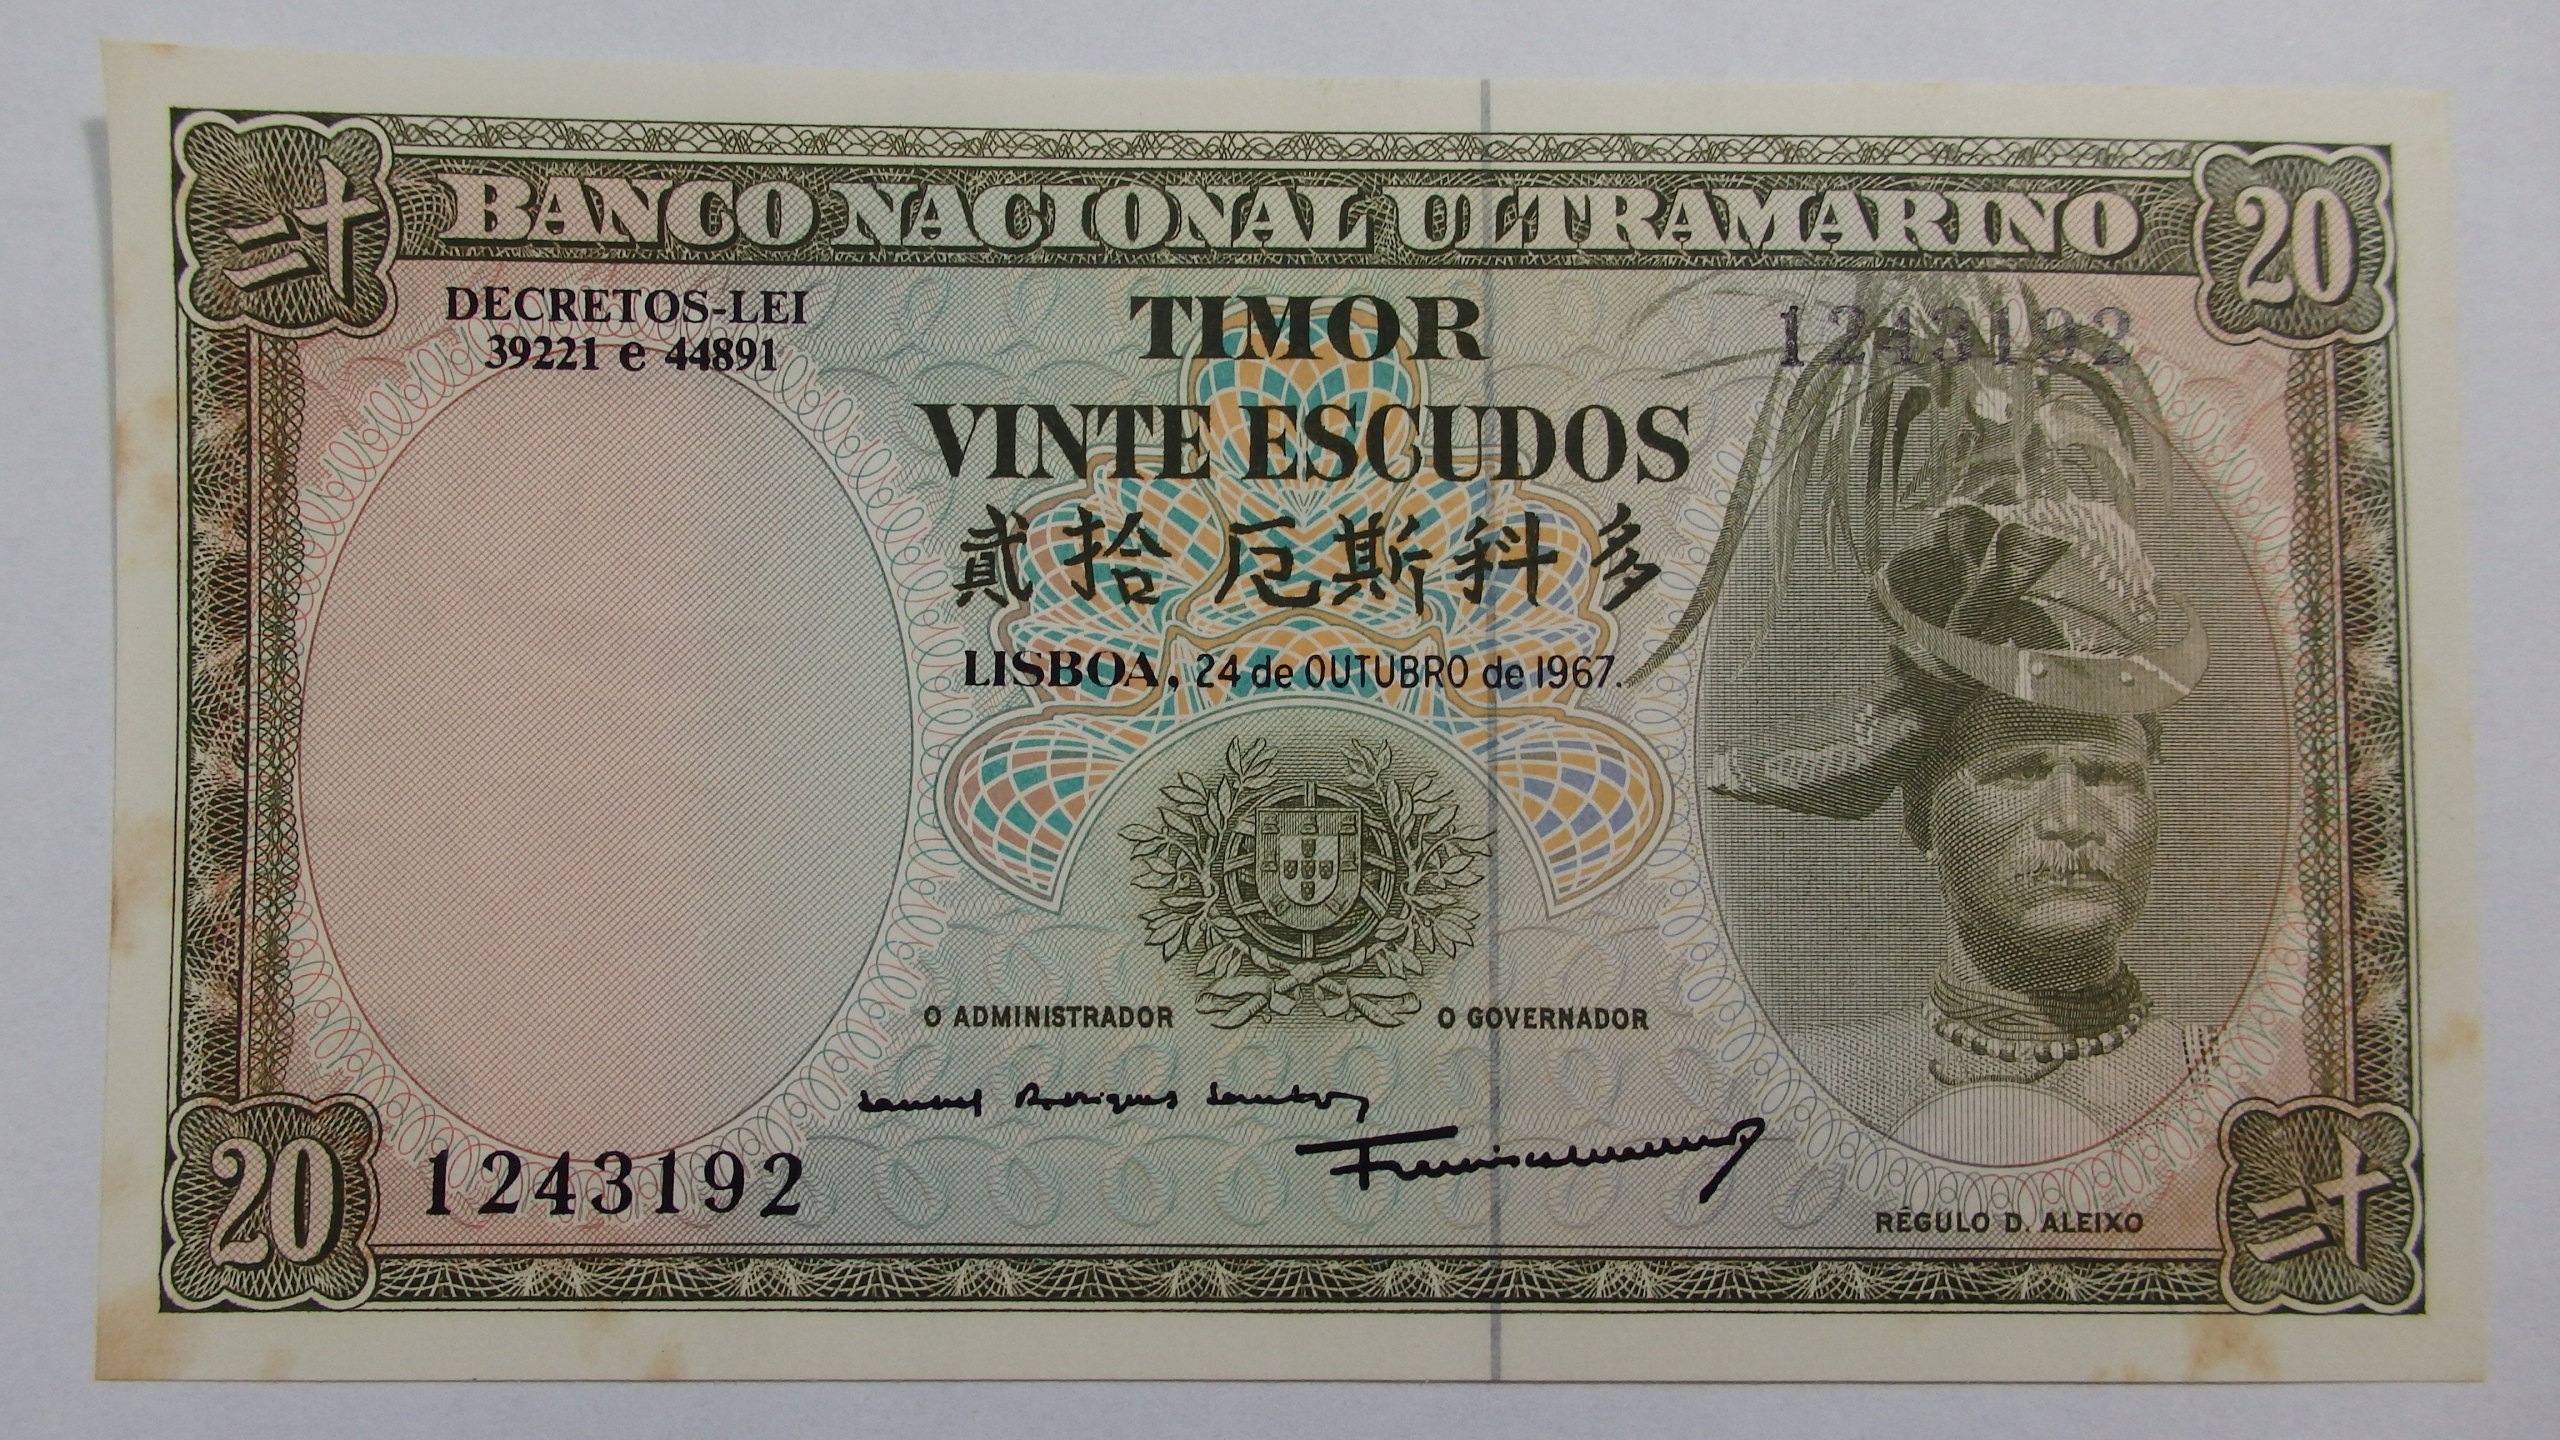 二十
BANCO NACIONAL ULTRAMARINO
20
DECRETOS-LEI
39221 e 44891
TIMOR
1243192
VINTE ESCUDOS
貳拾厄斯科多
LISBOA, 24 de OUTUBRO de 1967.
O ADMINISTRADOR
O GOVERNADOR
20
1243192
RÉGULO D. ALEIXO
二十